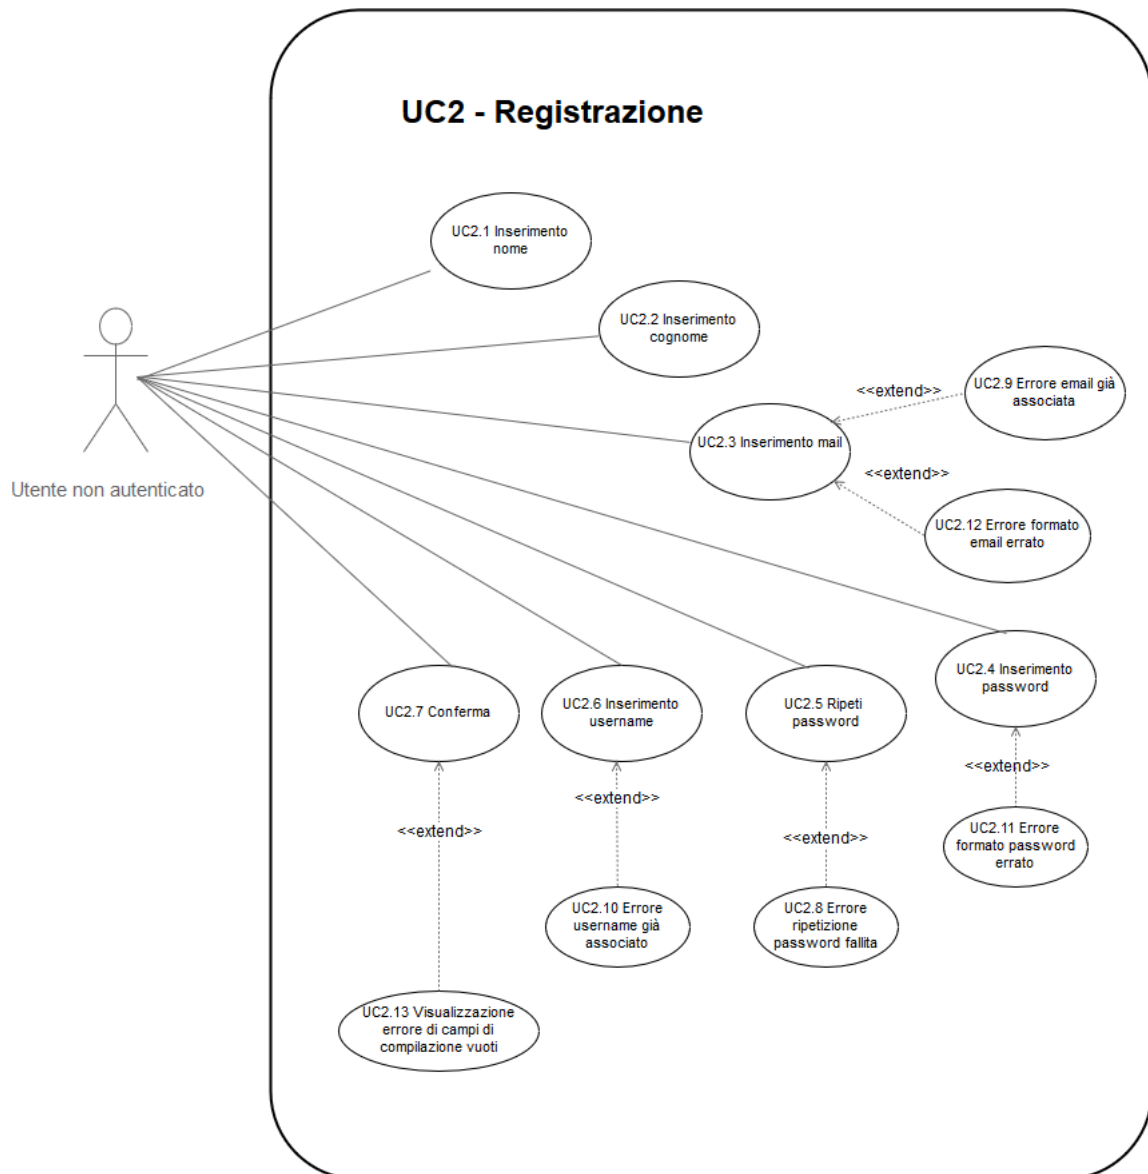 UC2 - Registrazione
UC2.1 Inserimento
nome
UC2.2 Inserimento
cognome
UC2.9 Errore email già
associata
<<extend>>
UC2.3 Inserimento mail
<<extend>>
Utente non autenticato
UC2.12 Errore formato
email errato
UC2.4 Inserimento
password
UC2.7 Conferma
UC2.6 Inserimento
username
UC2.5 Ripeti
password
<<extend>>
<<extend>>
<<extend>>
<<extend>>
UC2.11 Errore
formato password
errato
UC2.10 Errore
username già
associato
UC2.8 Errore
ripetizione
password fallita
UC2.13 Visualizzazione
errore di campi di
compilazione vuoti